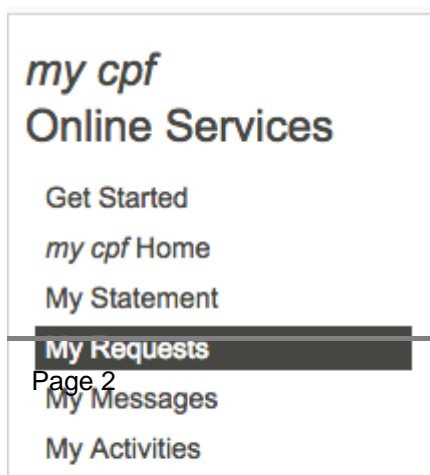 my cpf
Online Services
Get Started
my cpf Home
My Statement
My Requests
Page 2
My Messages
My Activities